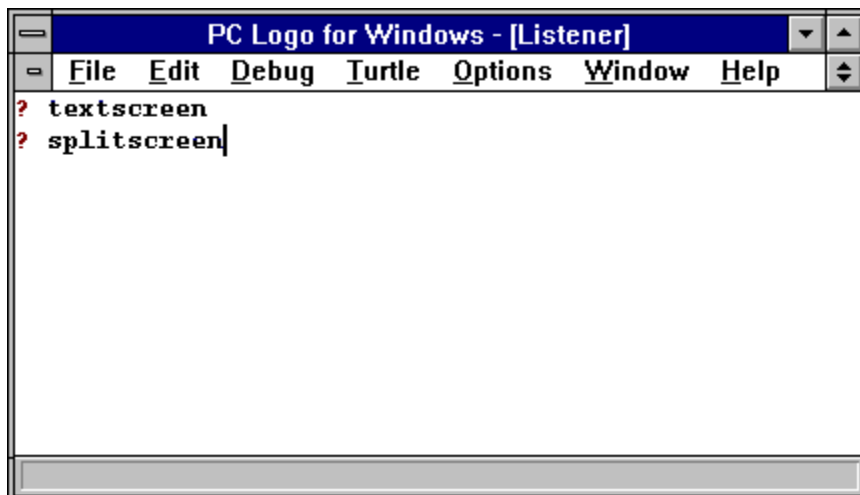 PC Logo for Windows - [Listener]
File Edit Debug Turtle Options Window Help
? textscreen
? splitscreen